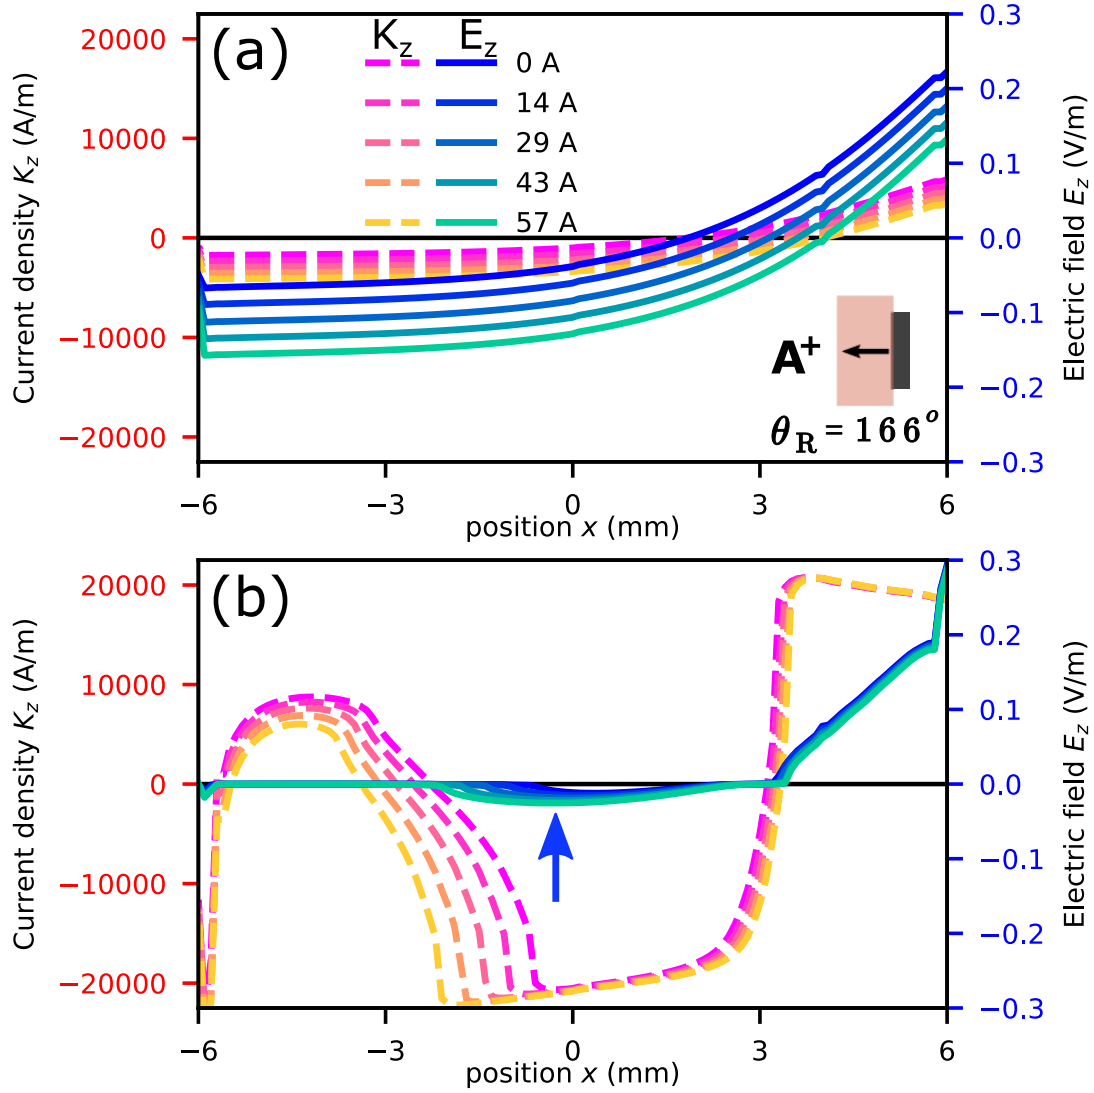 (a)
K_z E_z
0 A
14 A
29 A
43 A
57 A
20000
10000
0
−10000
−20000
Current density K_z (A/m)
0.3
0.2
0.1
0.0
−0.1
−0.2
−0.3
Electric field E_z (V/m)
A⁺
θ_R = 166°
−6 −3 0 3 6
position x (mm)
(b)
20000
10000
0
−10000
−20000
Current density K_z (A/m)
0.3
0.2
0.1
0.0
−0.1
−0.2
−0.3
Electric field E_z (V/m)
−6 −3 0 3 6
position x (mm)